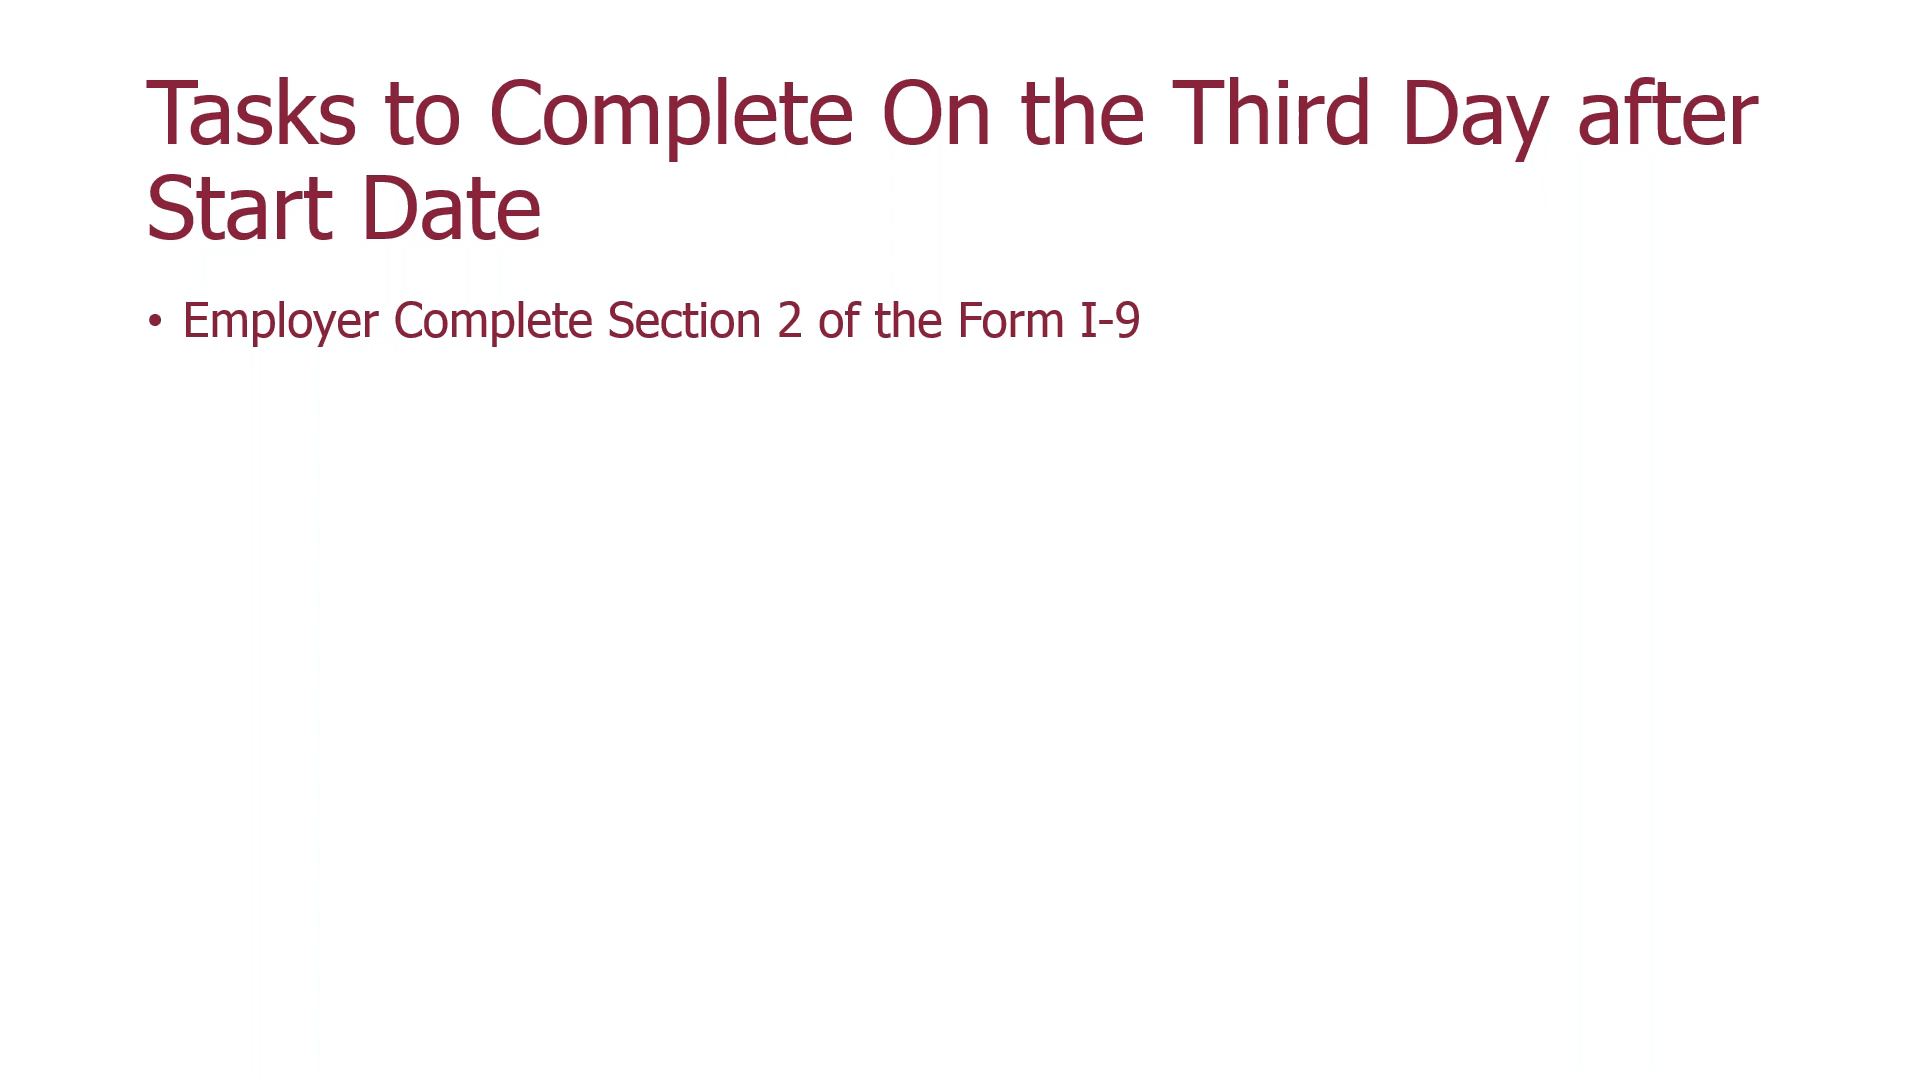 Tasks to Complete On the Third Day after
Start Date
• Employer Complete Section 2 of the Form I-9